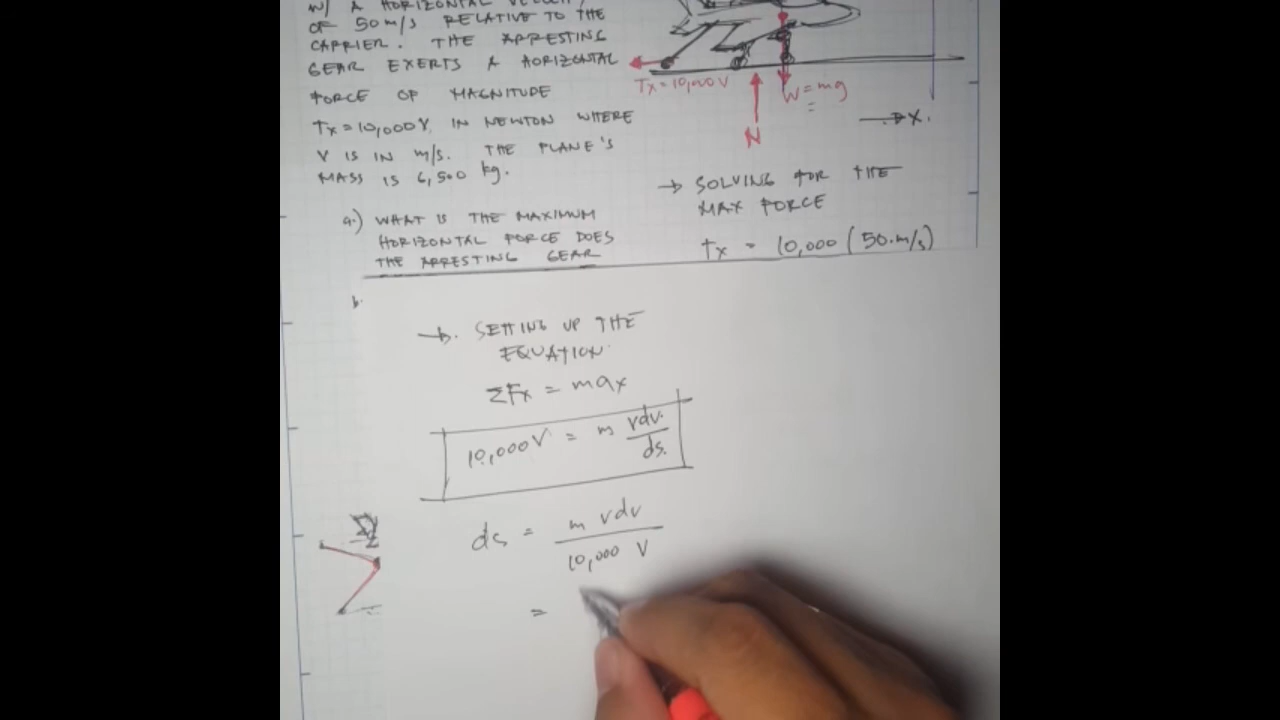 W/ A HORIZONTAL VELOCITY
OF 50 m/s RELATIVE TO THE
CARRIER. THE ARRESTING
GEAR EXERTS A HORIZONTAL
FORCE OF MAGNITUDE
Tx = 10,000V, IN NEWTON WHERE
V IS IN m/s. THE PLANE'S
MASS IS 6,500 kg.
a.) WHAT IS THE MAXIMUM
HORIZONTAL FORCE DOES
THE ARRESTING GEAR
Tx = 10,000V
W = mg
N
X.
→ SOLVING FOR THE
MAX FORCE
Tx = 10,000 (50.m/s)
b.
→. SETTING UP THE
EQUATION.
ΣFx = max
10,000V = m vdv. / ds.
ds = m vdv / 10,000 V
=